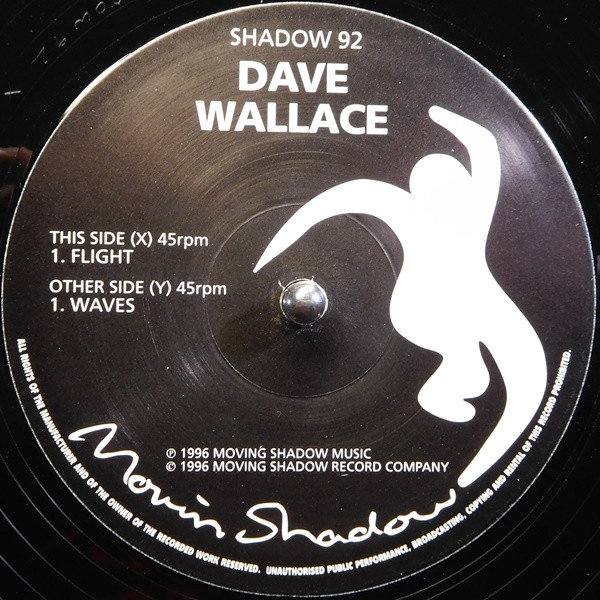 SHADOW 92
DAVE
WALLACE
THIS SIDE (X) 45rpm
1. FLIGHT
OTHER SIDE (Y) 45rpm
1. WAVES
℗ 1996 MOVING SHADOW MUSIC
© 1996 MOVING SHADOW RECORD COMPANY
Movin Shadow
ALL RIGHTS OF THE MANUFACTURER AND OF THE OWNER OF THE RECORDED WORK RESERVED. UNAUTHORISED PUBLIC PERFORMANCE, BROADCASTING, COPYING AND RENTAL OF THIS RECORD PROHIBITED.